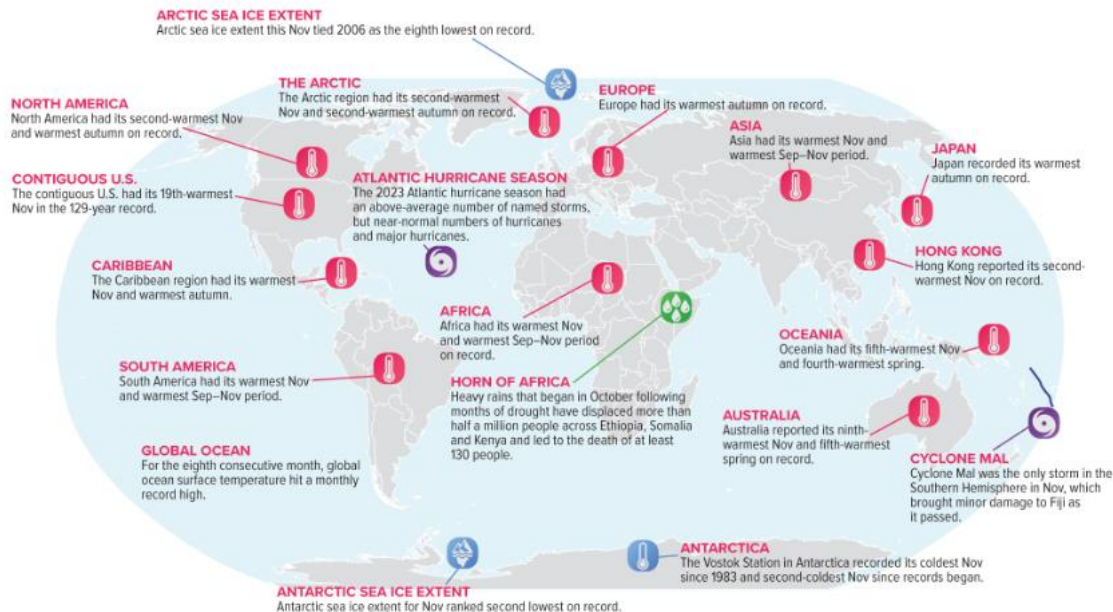 ARCTIC SEA ICE EXTENT
Arctic sea ice extent this Nov tied 2006 as the eighth lowest on record.
THE ARCTIC
The Arctic region had its second-warmest
Nov and second-warmest autumn on record.
EUROPE
Europe had its warmest autumn on record.
NORTH AMERICA
North America had its second-warmest Nov
and warmest autumn on record.
ASIA
Asia had its warmest Nov and
warmest Sep–Nov period.
JAPAN
Japan recorded its warmest
autumn on record.
CONTIGUOUS U.S.
The contiguous U.S. had its 19th-warmest
Nov in the 129-year record.
ATLANTIC HURRICANE SEASON
The 2023 Atlantic hurricane season had
an above-average number of named storms,
but near-normal numbers of hurricanes
and major hurricanes.
HONG KONG
Hong Kong reported its second-
warmest Nov on record.
CARIBBEAN
The Caribbean region had its warmest
Nov and warmest autumn.
AFRICA
Africa had its warmest Nov
and warmest Sep–Nov period
on record.
OCEANIA
Oceania had its fifth-warmest Nov
and fourth-warmest spring.
SOUTH AMERICA
South America had its warmest Nov
and warmest Sep–Nov period.
HORN OF AFRICA
Heavy rains that began in October following
months of drought have displaced more than
half a million people across Ethiopia, Somalia
and Kenya and led to the death of at least
130 people.
AUSTRALIA
Australia reported its ninth-
warmest Nov and fifth-warmest
spring on record.
GLOBAL OCEAN
For the eighth consecutive month, global
ocean surface temperature hit a monthly
record high.
CYCLONE MAL
Cyclone Mal was the only storm in the
Southern Hemisphere in Nov, which
brought minor damage to Fiji as
it passed.
ANTARCTICA
The Vostok Station in Antarctica recorded its coldest Nov
since 1983 and second-coldest Nov since records began.
ANTARCTIC SEA ICE EXTENT
Antarctic sea ice extent for Nov ranked second lowest on record.